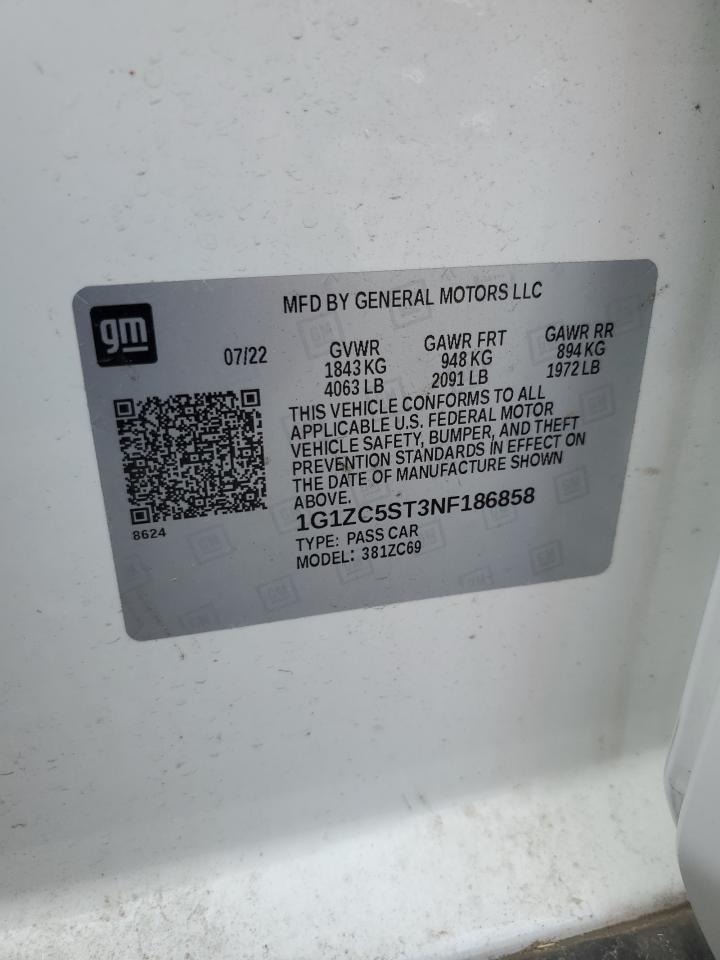 gm
MFD BY GENERAL MOTORS LLC
07/22
GVWR GAWR FRT GAWR RR
1843 KG 948 KG 894 KG
4063 LB 2091 LB 1972 LB
THIS VEHICLE CONFORMS TO ALL
APPLICABLE U.S. FEDERAL MOTOR
VEHICLE SAFETY, BUMPER, AND THEFT
PREVENTION STANDARDS IN EFFECT ON
THE DATE OF MANUFACTURE SHOWN
ABOVE.
8624
1G1ZC5ST3NF186858
TYPE: PASS CAR
MODEL: 381ZC69